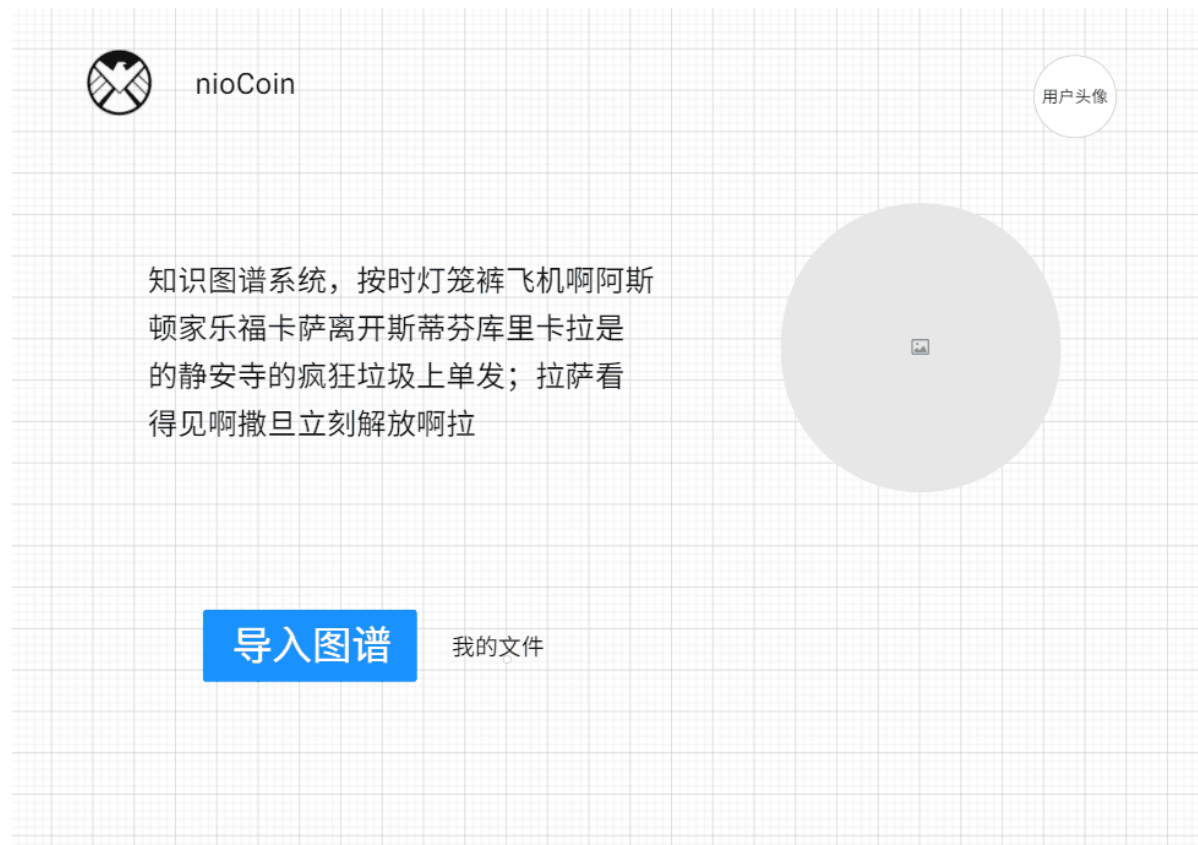 nioCoin
用户头像
知识图谱系统，按时灯笼裤飞机啊阿斯
顿家乐福卡萨离开斯蒂芬库里卡拉是
的静安寺的疯狂垃圾上单发；拉萨看
得见啊撒旦立刻解放啊拉
导入图谱
我的文件